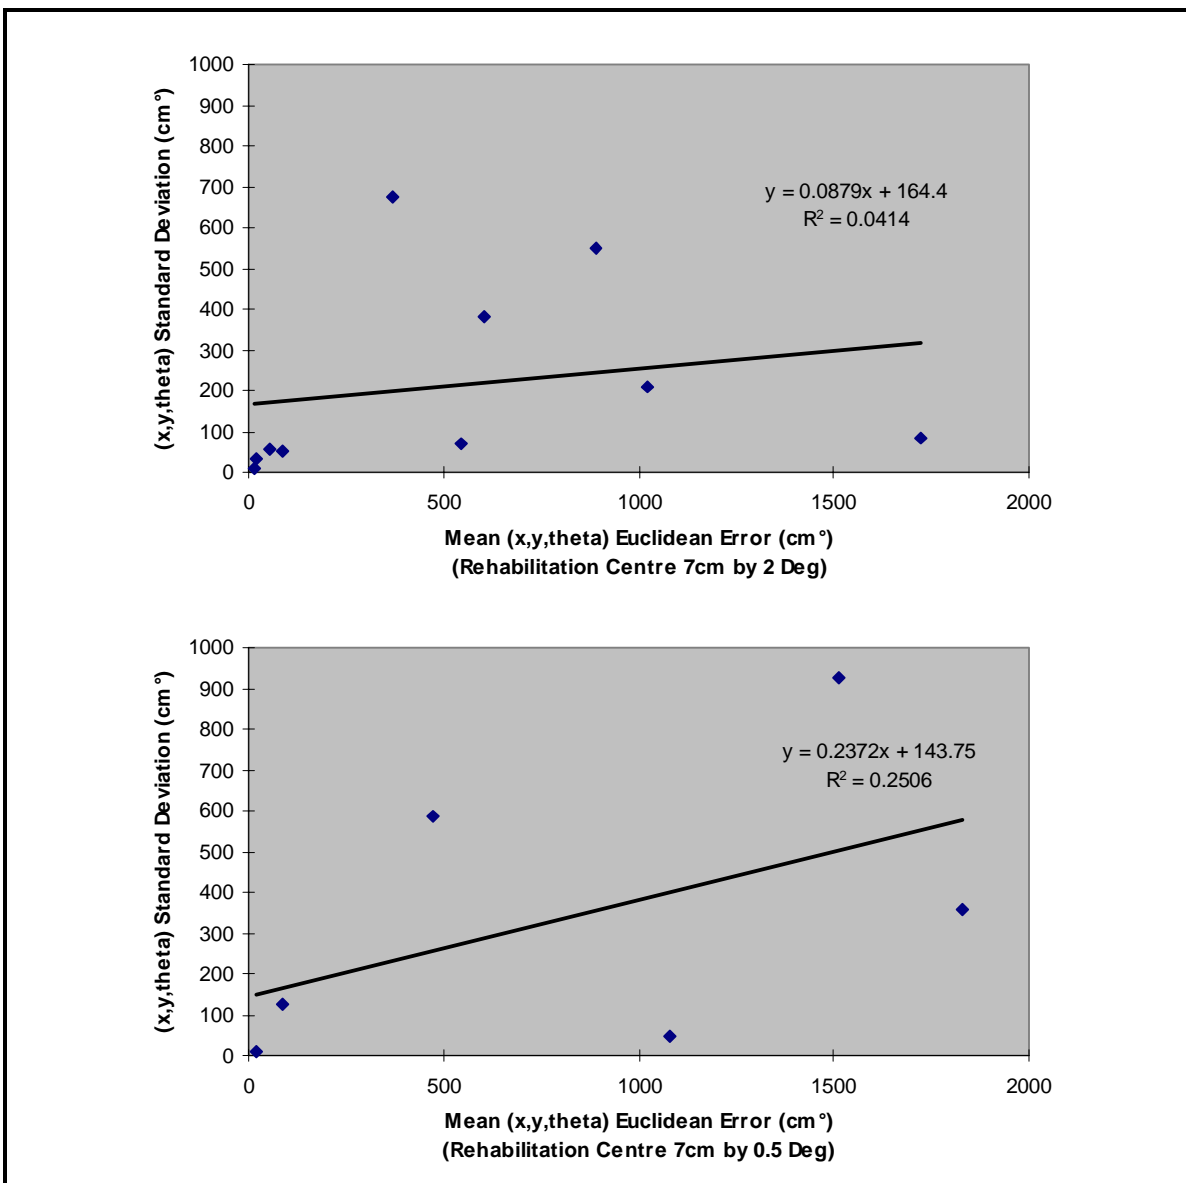 1000
900
800
700
600
500
400
300
200
100
0
(x,y,theta) Standard Deviation (cm°)
y = 0.0879x + 164.4
R² = 0.0414
0 500 1000 1500 2000
Mean (x,y,theta) Euclidean Error (cm°)
(Rehabilitation Centre 7cm by 2 Deg)
1000
900
800
700
600
500
400
300
200
100
0
(x,y,theta) Standard Deviation (cm°)
y = 0.2372x + 143.75
R² = 0.2506
0 500 1000 1500 2000
Mean (x,y,theta) Euclidean Error (cm°)
(Rehabilitation Centre 7cm by 0.5 Deg)